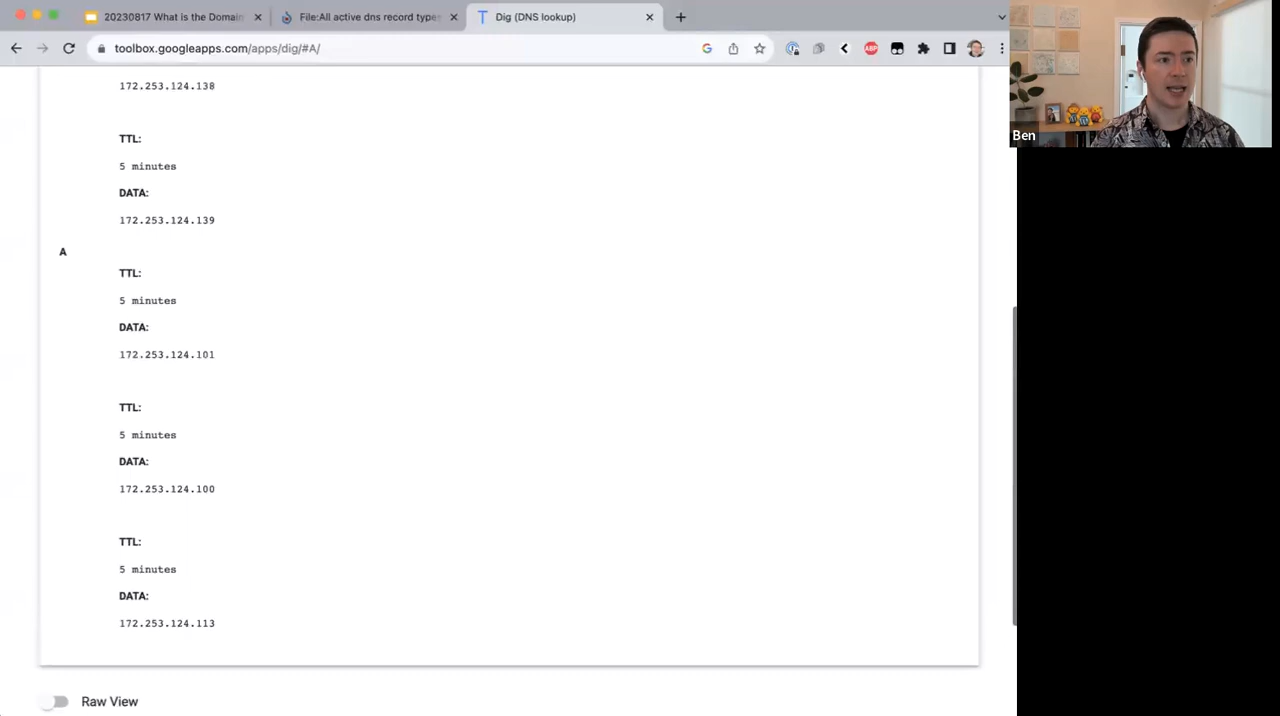 20230817 What is the Domain
File:All active dns record types
Dig (DNS lookup)
toolbox.googleapps.com/apps/dig/#A/
ABP
Ben
172.253.124.138
TTL:
5 minutes
DATA:
172.253.124.139
A
TTL:
5 minutes
DATA:
172.253.124.101
TTL:
5 minutes
DATA:
172.253.124.100
TTL:
5 minutes
DATA:
172.253.124.113
Raw View